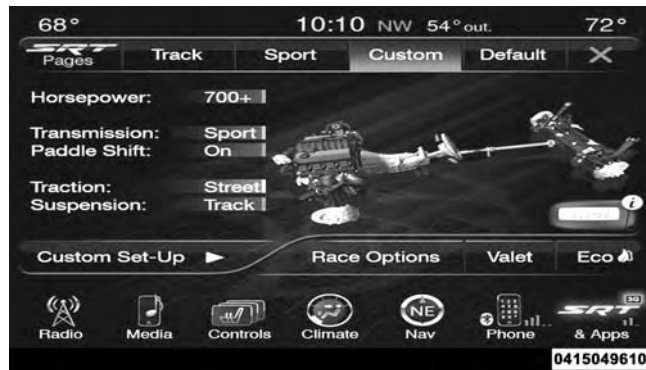 68° 10:10 NW 54° out. 72°
SRT Pages Track Sport Custom Default X
Horsepower: 700+
Transmission: Sport
Paddle Shift: On
Traction: Street
Suspension: Track
i
Custom Set-Up Race Options Valet Eco
NE
3G
SRT
Radio Media Controls Climate Nav Phone & Apps
0415049610